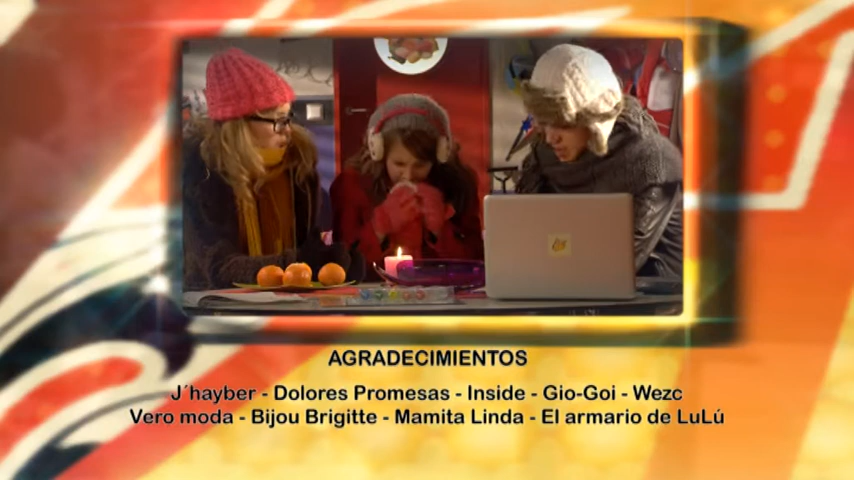 AGRADECIMIENTOS
J´hayber - Dolores Promesas - Inside - Gio-Goi - Wezc
Vero moda - Bijou Brigitte - Mamita Linda - El armario de LuLú